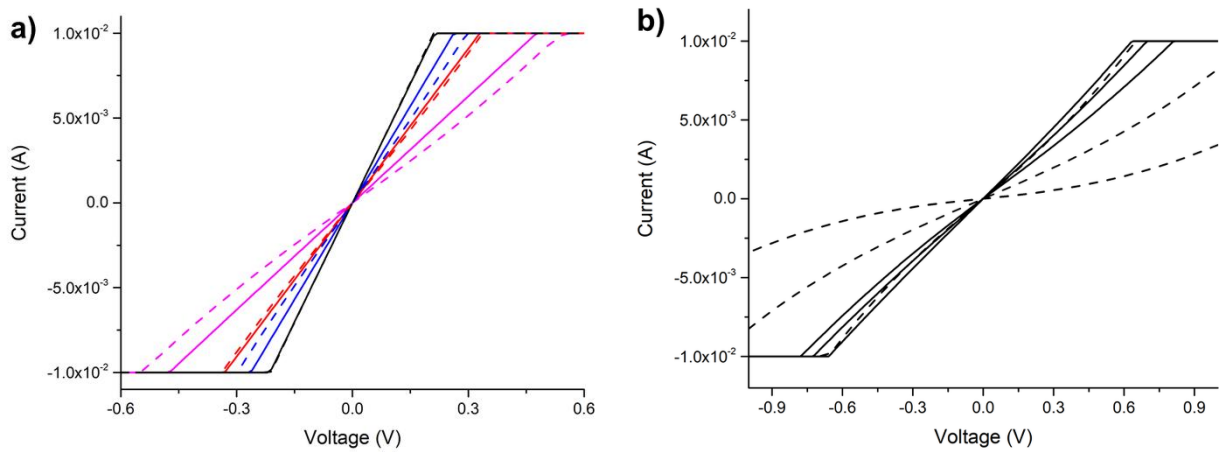 a)
Current (A)
1.0x10⁻²
5.0x10⁻³
0.0
-5.0x10⁻³
-1.0x10⁻²
-0.6 -0.3 0.0 0.3 0.6
Voltage (V)
b)
Current (A)
1.0x10⁻²
5.0x10⁻³
0.0
-5.0x10⁻³
-1.0x10⁻²
-0.9 -0.6 -0.3 0.0 0.3 0.6 0.9
Voltage (V)